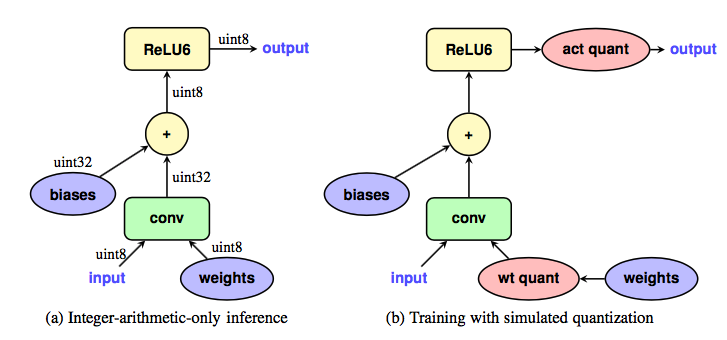 ReLU6
uint8
output
uint8
+
uint32
biases
uint32
conv
uint8
uint8
input
weights
(a) Integer-arithmetic-only inference
ReLU6
act quant
output
+
biases
conv
input
wt quant
weights
(b) Training with simulated quantization